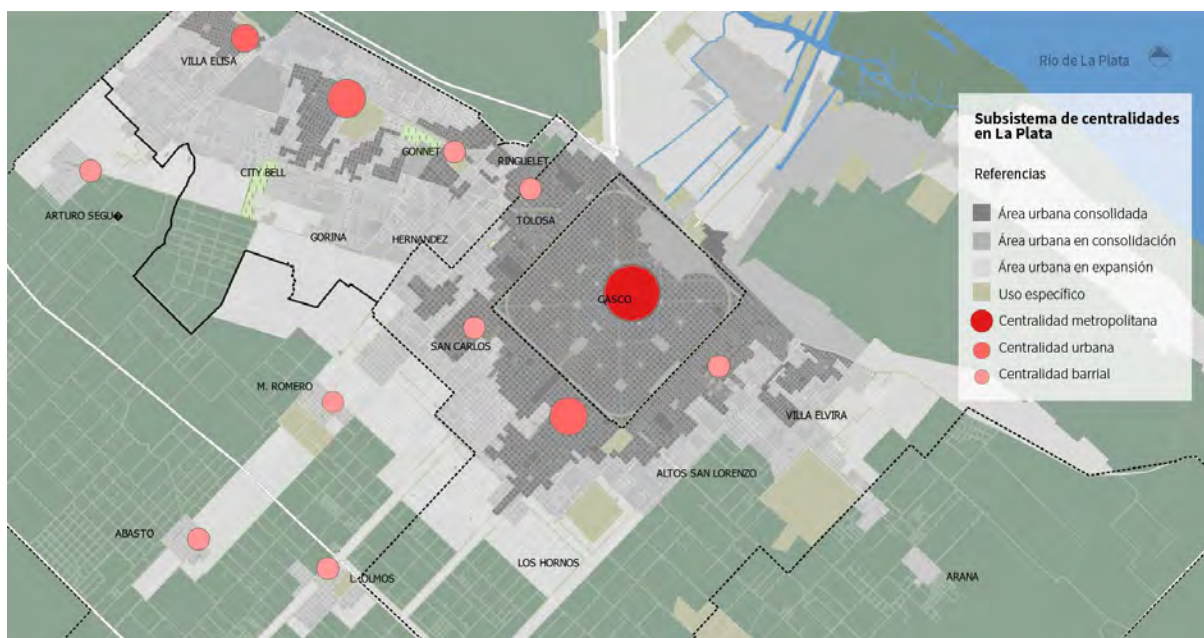 Río de La Plata
Subsistema de centralidades
en La Plata
Referencias
Área urbana consolidada
Área urbana en consolidación
Área urbana en expansión
Uso específico
Centralidad metropolitana
Centralidad urbana
Centralidad barrial
VILLA ELISA
GONNET
RINGUELET
CITY BELL
ARTURO SEGU�
TOLOSA
GORINA
HERNANDEZ
CASCO
SAN CARLOS
M. ROMERO
VILLA ELVIRA
ALTOS SAN LORENZO
ABASTO
LOS HORNOS
L. OLMOS
ARANA